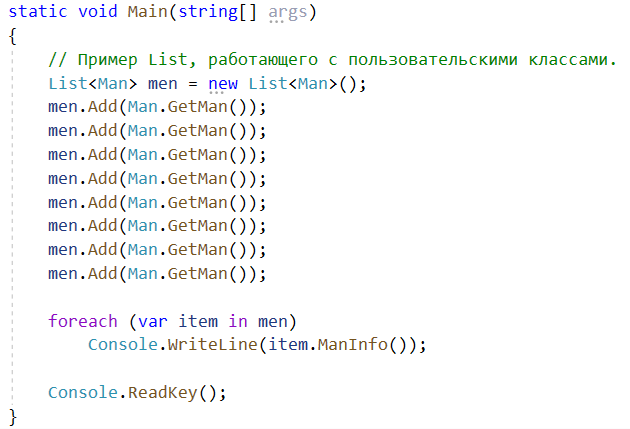 static void Main(string[] args)
{
// Пример List, работающего с пользовательскими классами.
List<Man> men = new List<Man>();
men.Add(Man.GetMan());
men.Add(Man.GetMan());
men.Add(Man.GetMan());
men.Add(Man.GetMan());
men.Add(Man.GetMan());
men.Add(Man.GetMan());
men.Add(Man.GetMan());
men.Add(Man.GetMan());
foreach (var item in men)
Console.WriteLine(item.ManInfo());
Console.ReadKey();
}